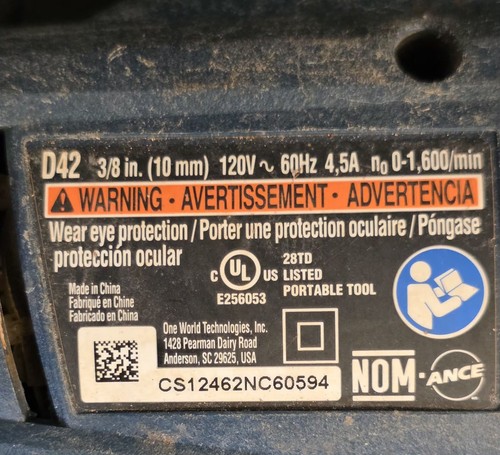 D42 3/8 in. (10 mm) 120V ~ 60Hz 4,5A n₀ 0-1,600/min
WARNING · AVERTISSEMENT · ADVERTENCIA
Wear eye protection / Porter une protection oculaire / Póngase
protección ocular
C UL US
28TD
LISTED
PORTABLE TOOL
E256053
Made in China
Fabriqué en Chine
Fabricado en China
One World Technologies, Inc.
1428 Pearman Dairy Road
Anderson, SC 29625, USA
CS12462NC60594
NOM-ANCE